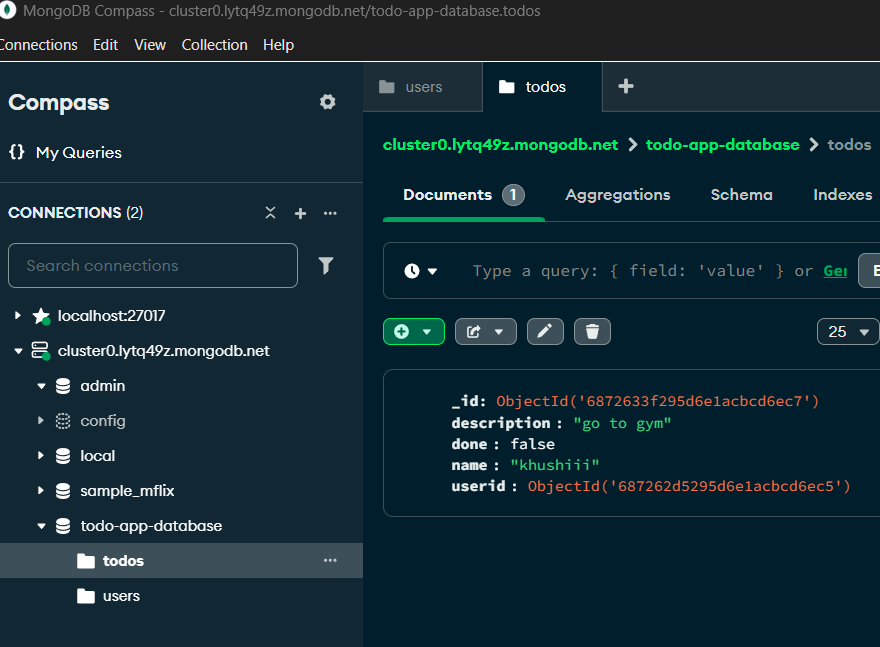 MongoDB Compass - cluster0.lytq49z.mongodb.net/todo-app-database.todos
Connections Edit View Collection Help
Compass
{} My Queries
CONNECTIONS (2)
Search connections
localhost:27017
cluster0.lytq49z.mongodb.net
admin
config
local
sample_mflix
todo-app-database
todos
users
users todos
cluster0.lytq49z.mongodb.net > todo-app-database > todos
Documents 1 Aggregations Schema Indexes
Type a query: { field: 'value' } or Ger
E
25
_id: ObjectId('6872633f295d6e1acbcd6ec7')
description : "go to gym"
done : false
name : "khushiii"
userid : ObjectId('687262d5295d6e1acbcd6ec5')